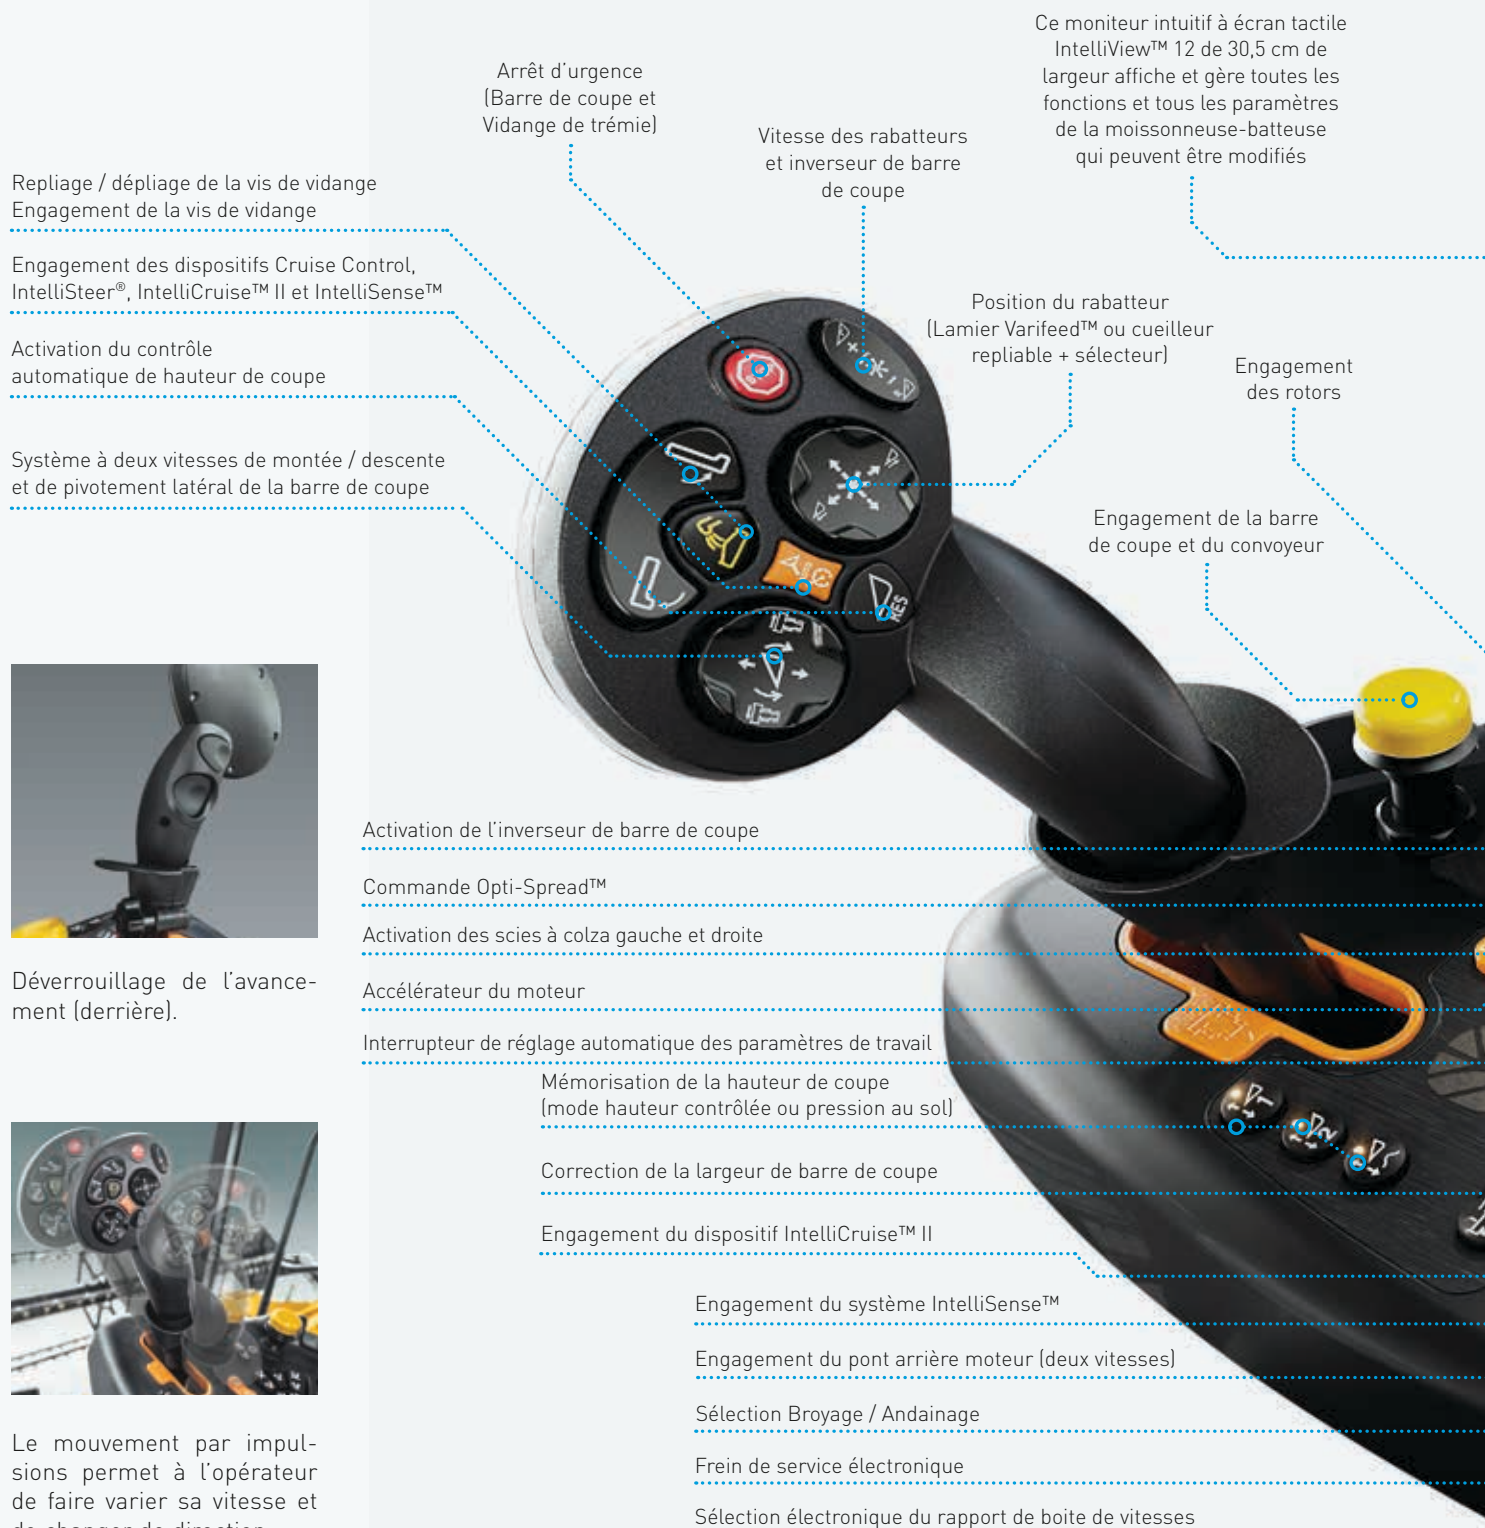 Ce moniteur intuitif à écran tactile
IntelliView™ 12 de 30,5 cm de
largeur affiche et gère toutes les
fonctions et tous les paramètres
de la moissonneuse-batteuse
qui peuvent être modifiés
Arrêt d'urgence
(Barre de coupe et
Vidange de trémie)
Vitesse des rabatteurs
et inverseur de barre
de coupe
Repliage / dépliage de la vis de vidange
Engagement de la vis de vidange
Engagement des dispositifs Cruise Control,
IntelliSteer®, IntelliCruise™ II et IntelliSense™
Activation du contrôle
automatique de hauteur de coupe
Système à deux vitesses de montée / descente
et de pivotement latéral de la barre de coupe
Position du rabatteur
(Lamier Varifeed™ ou cueilleur
repliable + sélecteur)
Engagement
des rotors
Engagement de la barre
de coupe et du convoyeur
RES
Activation de l'inverseur de barre de coupe
Commande Opti-Spread™
Activation des scies à colza gauche et droite
Accélérateur du moteur
Interrupteur de réglage automatique des paramètres de travail
Mémorisation de la hauteur de coupe
(mode hauteur contrôlée ou pression au sol)
Correction de la largeur de barre de coupe
Engagement du dispositif IntelliCruise™ II
Engagement du système IntelliSense™
Engagement du pont arrière moteur (deux vitesses)
Sélection Broyage / Andainage
Frein de service électronique
Sélection électronique du rapport de boite de vitesses
Déverrouillage de l'avance-
ment (derrière).
Le mouvement par impul-
sions permet à l'opérateur
de faire varier sa vitesse et
de changer de direction